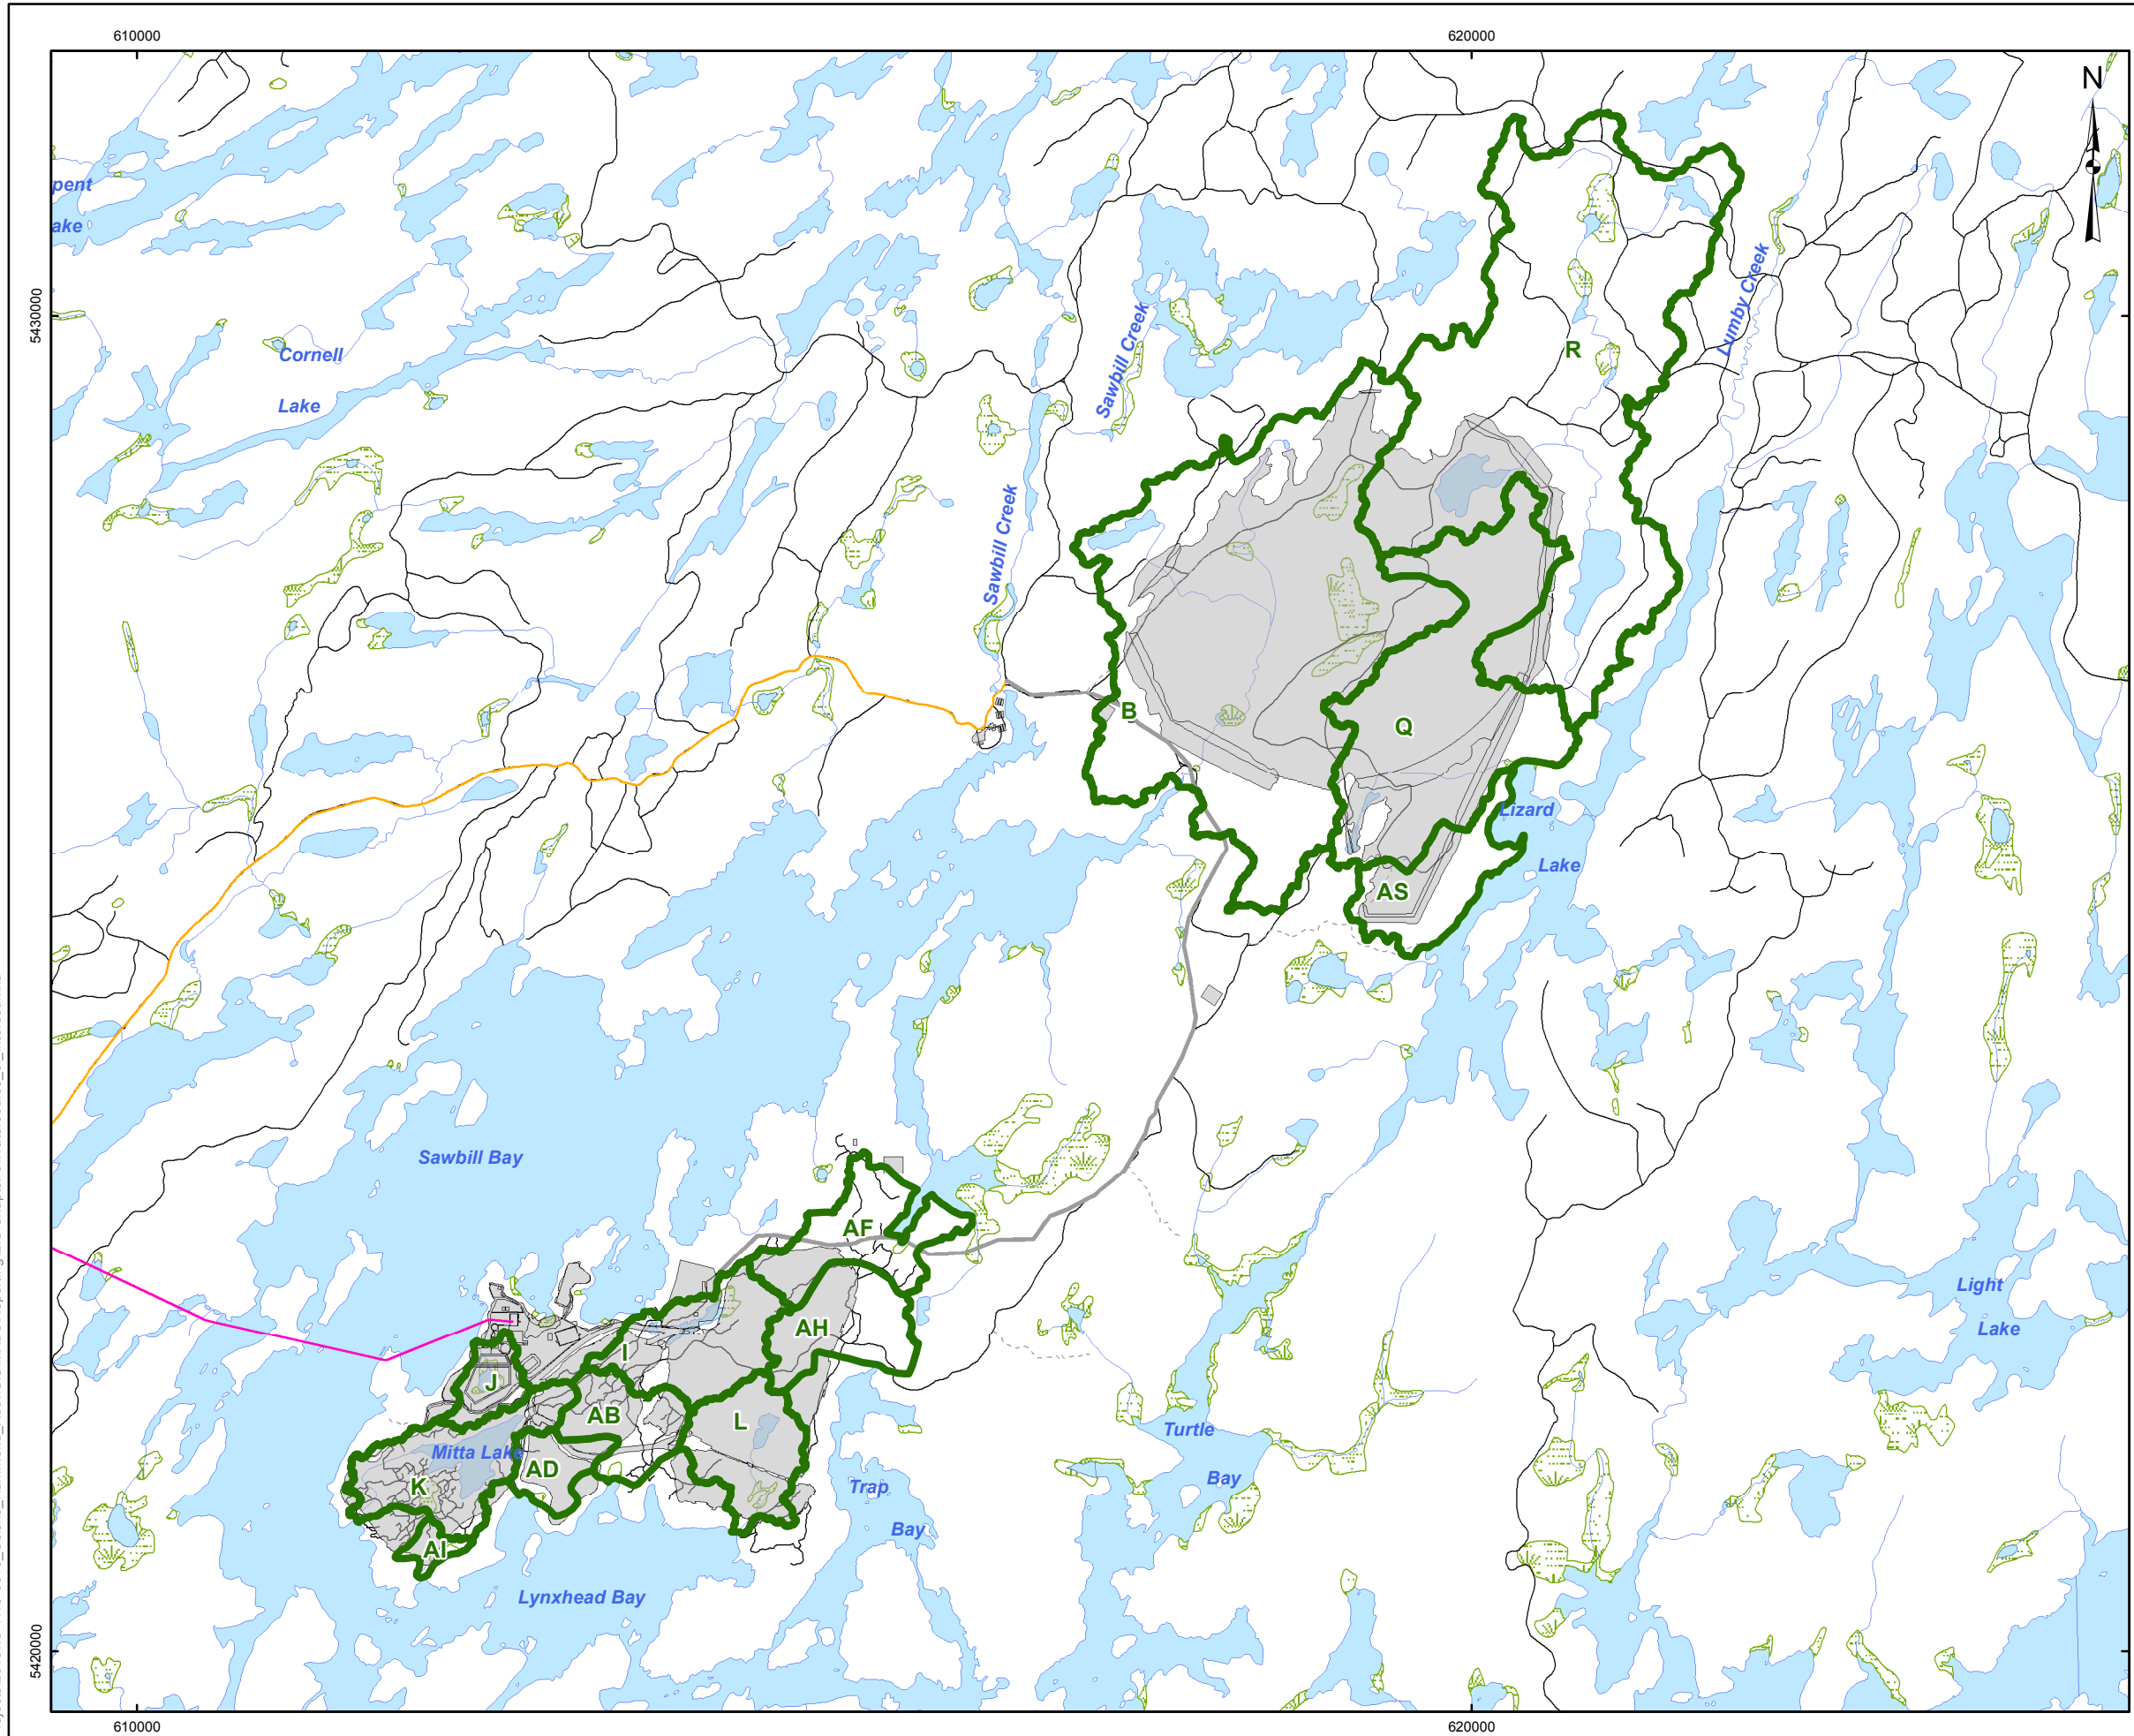 610000
620000
N
pent
ake
5430000
Cornell
Lake
Sawbill Creek
Lumby Creek
R
Sawbill Creek
B
Q
Lizard
Lake
AS
Sawbill Bay
AF
Light
Lake
AH
I
J
AB
L
Turtle
Bay
Mitta Lake
AD
K
Trap
Bay
AI
Lynxhead Bay
5420000
610000
620000